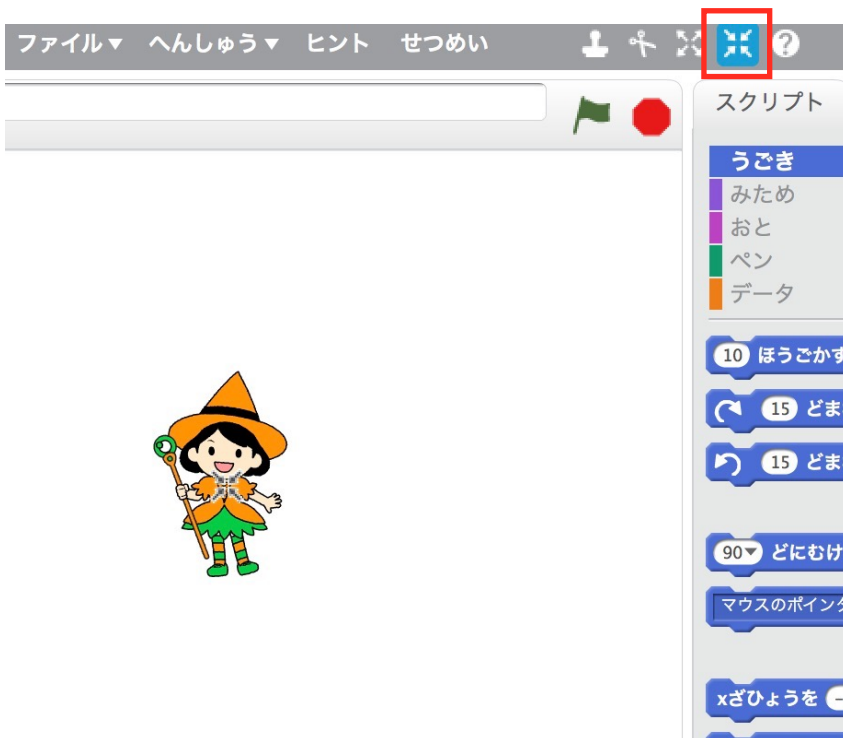 ファイル▼ へんしゅう▼ ヒント せつめい ?
スクリプト
うごき
みため
おと
ペン
データ
10 ほうごかす
15 どまわ
15 どまわ
90▼ どにむけ
マウスのポインタ
xざひょうを -